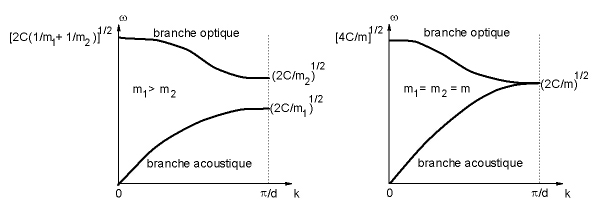 ω
[2C(1/m₁+ 1/m₂)]^1/2
branche optique
(2C/m₂)^1/2
m₁> m₂
(2C/m₁)^1/2
branche acoustique
0
π/d
k
ω
[4C/m]^1/2
branche optique
(2C/m)^1/2
m₁= m₂ = m
branche acoustique
0
π/d
k